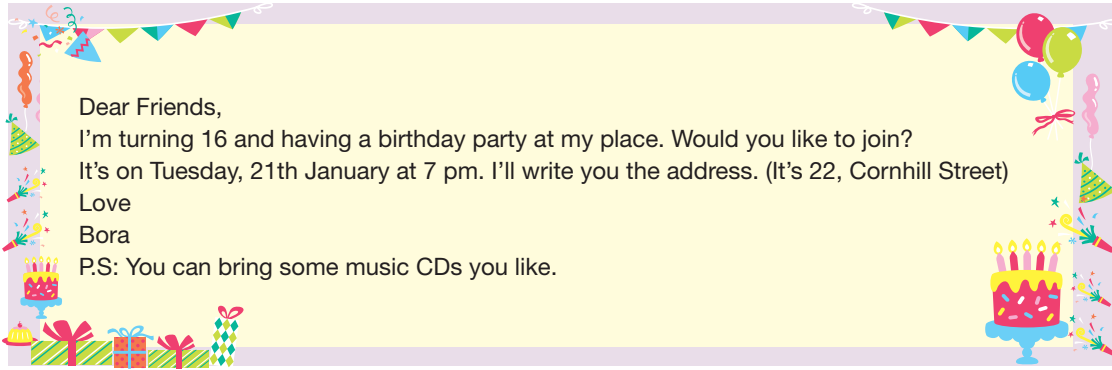 Dear Friends,
I'm turning 16 and having a birthday party at my place. Would you like to join?
It's on Tuesday, 21th January at 7 pm. I'll write you the address. (It's 22, Cornhill Street)
Love
Bora
P.S: You can bring some music CDs you like.